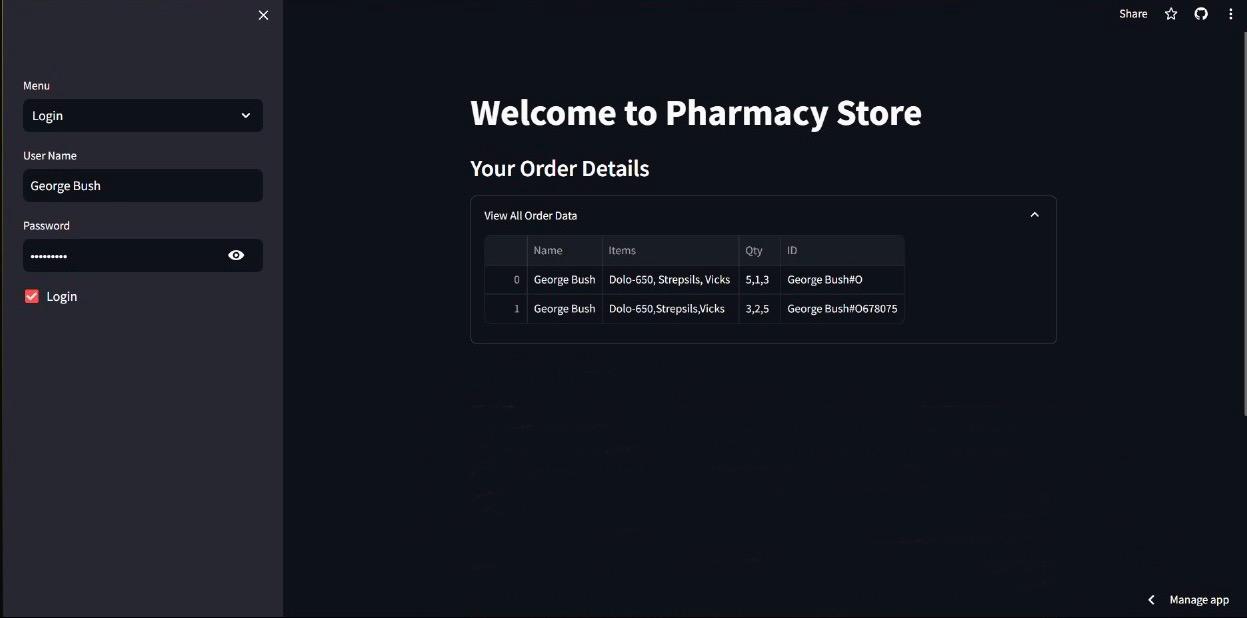 Share
Menu
Login
User Name
George Bush
Password
•••••••••
Login
Welcome to Pharmacy Store
Your Order Details
View All Order Data
Name Items Qty ID
0 George Bush Dolo-650, Strepsils, Vicks 5,1,3 George Bush#O
1 George Bush Dolo-650,Strepsils,Vicks 3,2,5 George Bush#O678075
Manage app